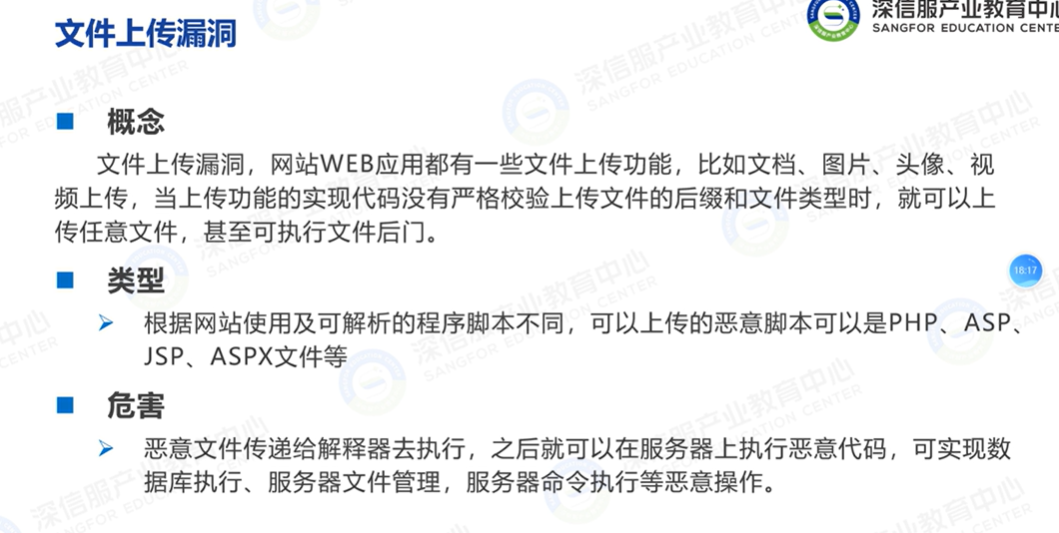 文件上传漏洞
深信服产业教育中心
SANGFOR EDUCATION CENTE
概念
文件上传漏洞，网站WEB应用都有一些文件上传功能，比如文档、图片、头像、视
频上传，当上传功能的实现代码没有严格校验上传文件的后缀和文件类型时，就可以上
传任意文件，甚至可执行文件后门。
18:17
类型
根据网站使用及可解析的程序脚本不同，可以上传的恶意脚本可以是PHP、ASP、
JSP、ASPX文件等
危害
恶意文件传递给解释器去执行，之后就可以在服务器上执行恶意代码，可实现数
据库执行、服务器文件管理，服务器命令执行等恶意操作。